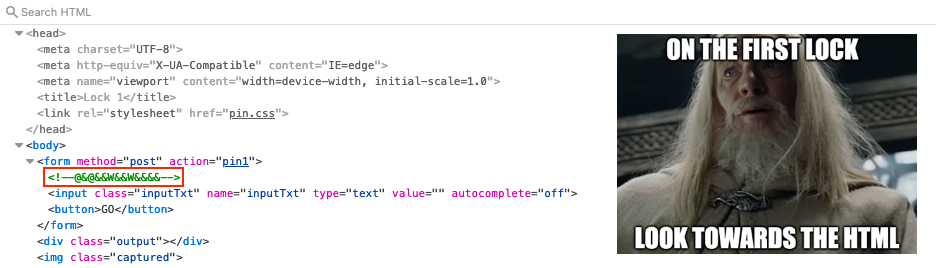 Search HTML
<head>
<meta charset="UTF-8">
<meta http-equiv="X-UA-Compatible" content="IE=edge">
<meta name="viewport" content="width=device-width, initial-scale=1.0">
<title>Lock 1</title>
<link rel="stylesheet" href="pin.css">
</head>
<body>
<form method="post" action="pin1">
<!--@&@&&W&&W&&&&-->
<input class="inputTxt" name="inputTxt" type="text" value="" autocomplete="off">
<button>GO</button>
</form>
<div class="output"></div>
<img class="captured">
ON THE FIRST LOCK
LOOK TOWARDS THE HTML